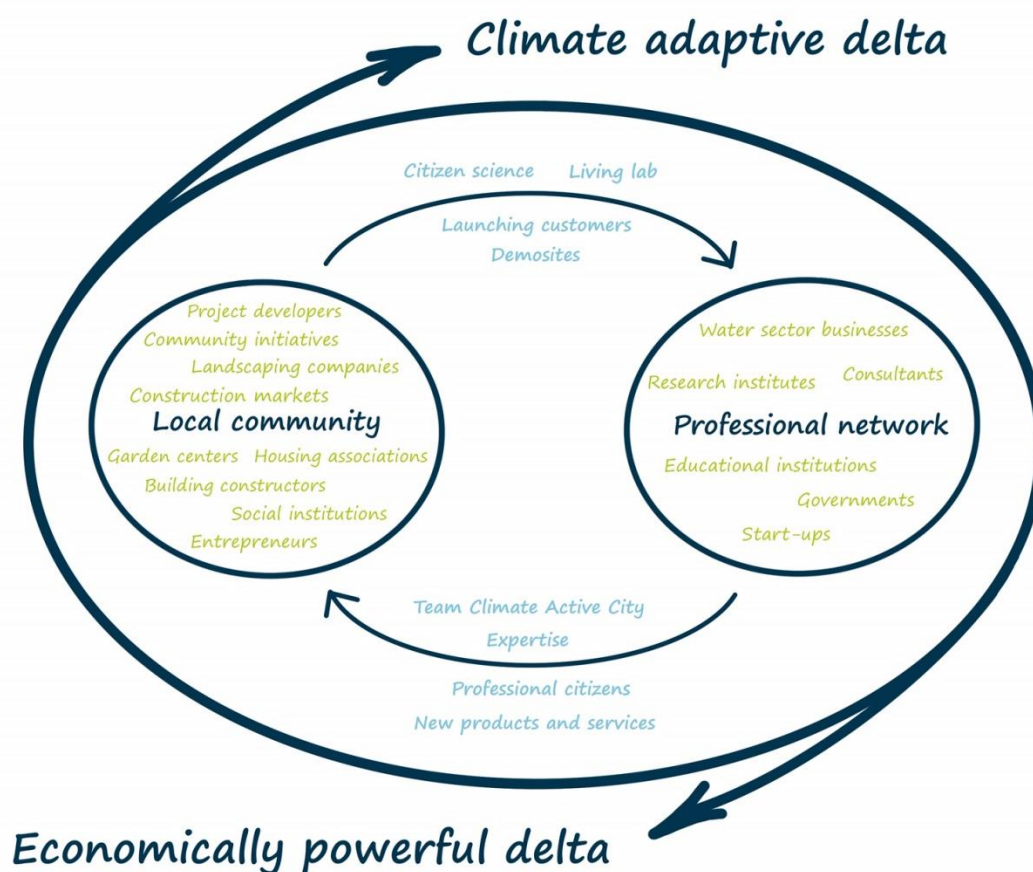 Climate adaptive delta
Citizen science Living lab
Launching customers
Demosites
Project developers
Community initiatives
Landscaping companies
Construction markets
Local community
Garden centers Housing associations
Building constructors
Social institutions
Entrepreneurs
Water sector businesses
Research institutes Consultants
Professional network
Educational institutions
Governments
Start-ups
Team Climate Active City
Expertise
Professional citizens
New products and services
Economically powerful delta